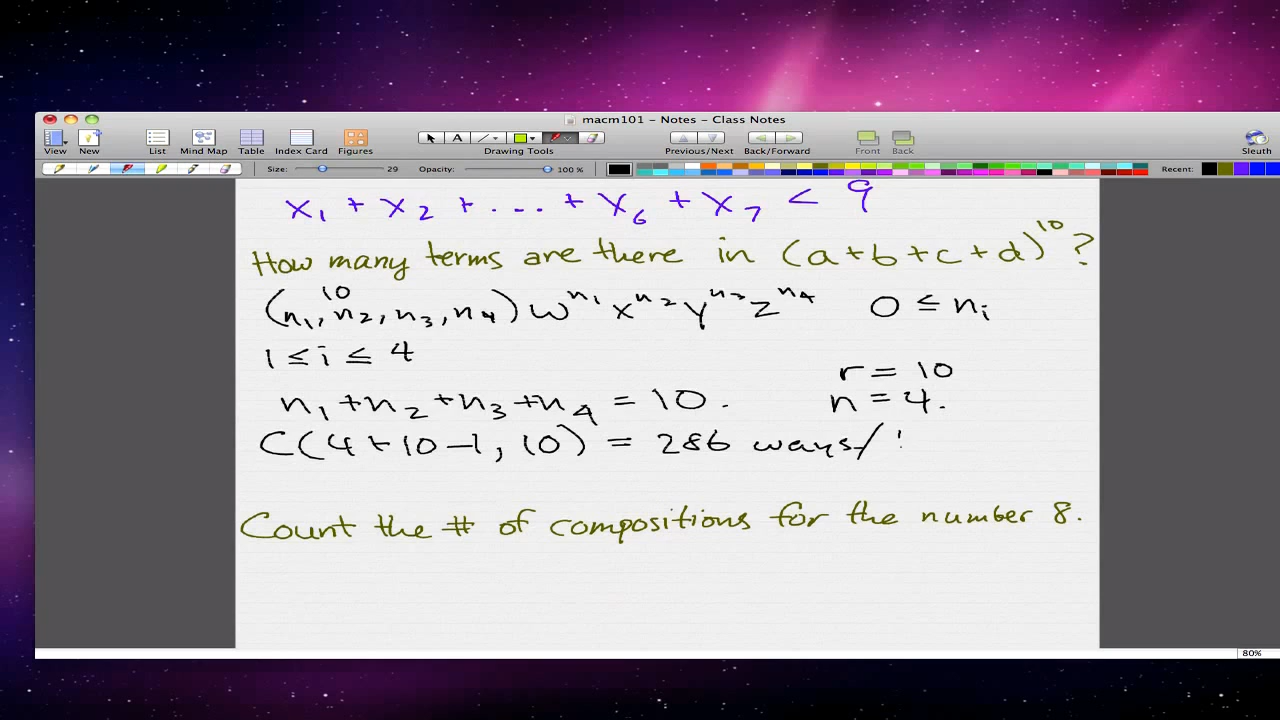 macm101 - Notes - Class Notes
View New List Mind Map Table Index Card Figures Drawing Tools Previous/Next Back/Forward Front Back Sleuth
Size: 29 Opacity: 100 % Recent:
x₁ + x₂ + ... + x₆ + x₇ < 9
How many terms are there in (a+b+c+d)¹⁰ ?
10
(n₁, n₂, n₃, n₄) w^n₁ x^n₂ y^n₃ z^n₄ 0 ≤ nᵢ
1 ≤ i ≤ 4
r = 10
n₁ + n₂ + n₃ + n₄ = 10. n = 4.
C(4+10-1, 10) = 286 ways/
Count the # of compositions for the number 8.
80%